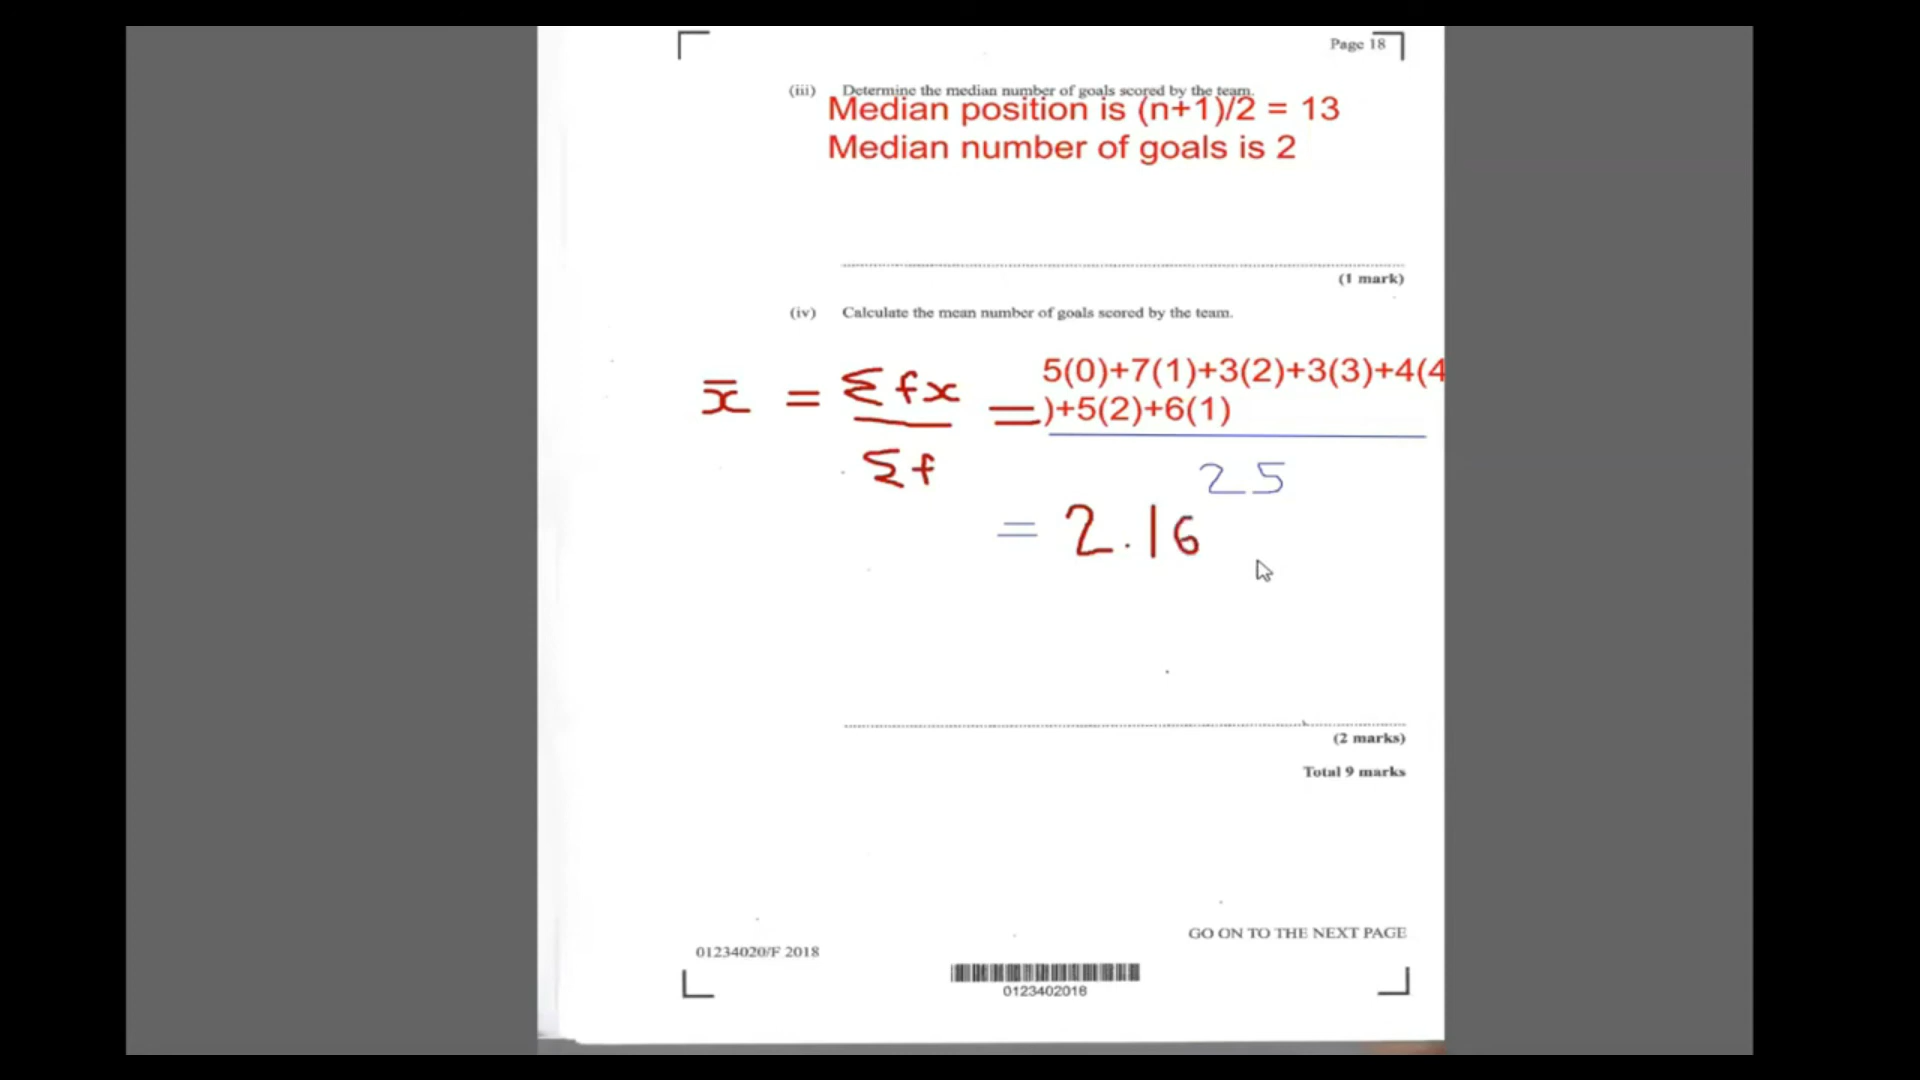 Page 18
(iii) Determine the median number of goals scored by the team.
Median position is (n+1)/2 = 13
Median number of goals is 2
(1 mark)
(iv) Calculate the mean number of goals scored by the team.
x̄ = Σfx / Σf = 5(0)+7(1)+3(2)+3(3)+4(4
)+5(2)+6(1)
25
= 2.16
(2 marks)
Total 9 marks
GO ON TO THE NEXT PAGE
01234020/F 2018
0123402018